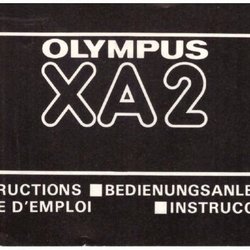 OLYMPUS
XA2
RUCTIONS ■BEDIENUNGSANLE
E D'EMPLOI ■INSTRUCC